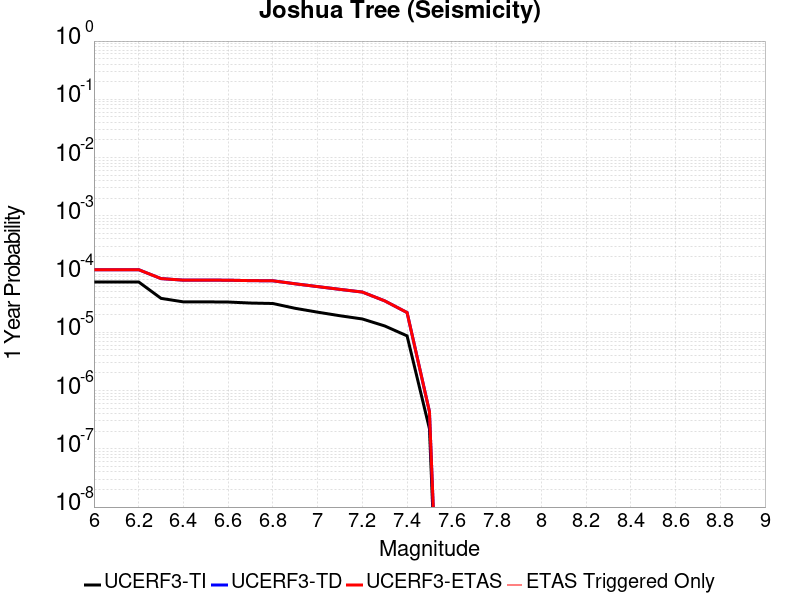 Joshua Tree (Seismicity)
1 Year Probability
10^0
10^-1
10^-2
10^-3
10^-4
10^-5
10^-6
10^-7
10^-8
6 6.2 6.4 6.6 6.8 7 7.2 7.4 7.6 7.8 8 8.2 8.4 8.6 8.8 9
Magnitude
UCERF3-TI UCERF3-TD UCERF3-ETAS ETAS Triggered Only